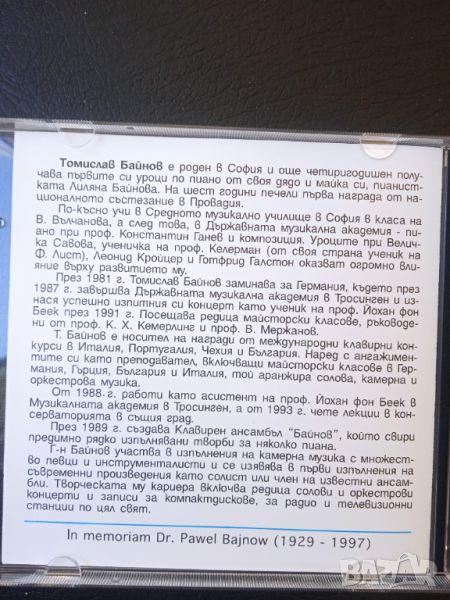 Томислав Байнов е роден в София и още четиригодишен полу-
чава първите си уроци по пиано от своя дядо и майка си, пианист-
ката Лиляна Байнова. На шест години печели първа награда от на-
ционалното състезание в Провадия.
По-късно учи в Средното музикално училище в София в класа на
В. Вълчанова, а след това, в Държавната музикална академия - пи-
ано при проф. Константин Ганев и композиция. Уроците при Велич-
ка Савова, ученичка на проф. Келерман (от своя страна ученик на
Ф. Лист), Леонид Кройцер и Готфрид Галстон оказват огромно вли-
яние върху развитието му.
През 1981 г. Томислав Байнов заминава за Германия, където през
1987 г. завършва Държавната музикална академия в Тросинген и из-
нася успешно изпитния си концерт като ученик на проф. Йохан фон
Беек през 1991 г. Посещава редица майсторски класове, ръководе-
ни от проф. К. Х. Кемерлинг и проф. В. Мержанов.
Т. Байнов е носител на награди от международни клавирни кон-
курси в Италия, Португалия, Чехия и България. Наред с ангажимен-
тите си като преподавател, включващи майсторски класове в Гер-
мания, Гърция, България и Италия, той аранжира солова, камерна и
оркестрова музика.
От 1988 г. работи като асистент на проф. Йохан фон Беек в
Музикалната академия в Тросинген, а от 1993 г. чете лекции в кон-
серваторията в същия град.
През 1989 г. създава Клавирен ансамбъл "Байнов", който свири
предимно рядко изпълнявани творби за няколко пиана.
Г-н Байнов участва в изпълнения на камерна музика с множест-
во певци и инструменталисти и се изявява в първи изпълнения на
съвременни произведения като солист или член на известни ансам-
бли. Творческата му кариера включва редица солови и оркестрови
концерти и записи за компактдискове, за радио и телевизионни
станции по цял свят.
In memoriam Dr. Pawel Bajnow (1929 - 1997)
BAZAR